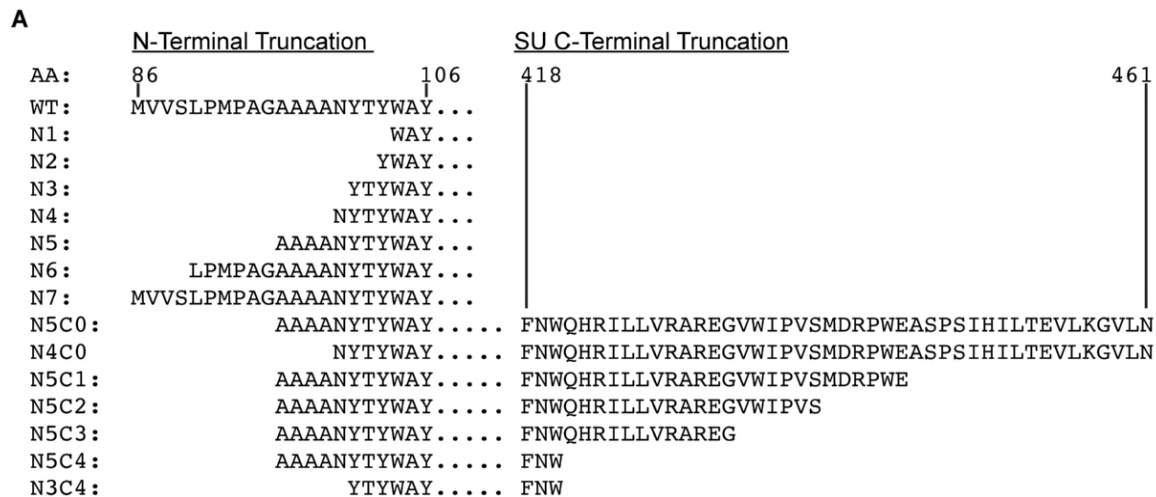 A
N-Terminal Truncation SU C-Terminal Truncation
AA: 86 106 418 461
WT: MVVSLPMPAGAAAANYTYWAY...
N1: WAY...
N2: YWAY...
N3: YTYWAY...
N4: NYTYWAY...
N5: AAAANYTYWAY...
N6: LPMPAGAAAANYTYWAY...
N7: MVVSLPMPAGAAAANYTYWAY...
N5C0: AAAANYTYWAY..... FNWQHRILLVRAREGVWIPVSMDRPWEASPSIHILTEVLKGVLN
N4C0 NYTYWAY..... FNWQHRILLVRAREGVWIPVSMDRPWEASPSIHILTEVLKGVLN
N5C1: AAAANYTYWAY..... FNWQHRILLVRAREGVWIPVSMDRPWE
N5C2: AAAANYTYWAY..... FNWQHRILLVRAREGVWIPVS
N5C3: AAAANYTYWAY..... FNWQHRILLVRAREG
N5C4: AAAANYTYWAY..... FNW
N3C4: YTYWAY..... FNW